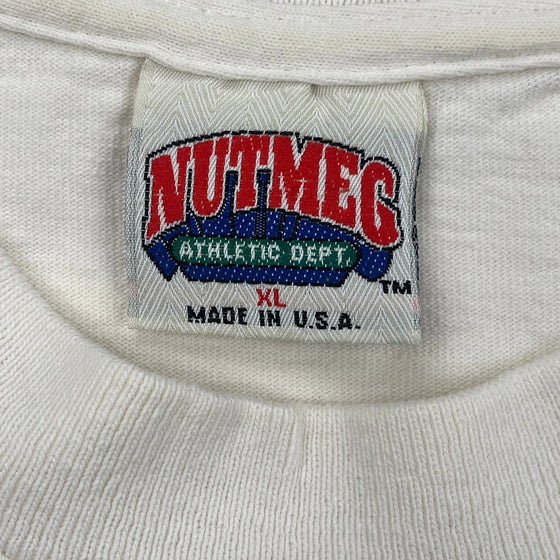 NUTMEG
ATHLETIC DEPT.
XL
TM
MADE IN U.S.A.